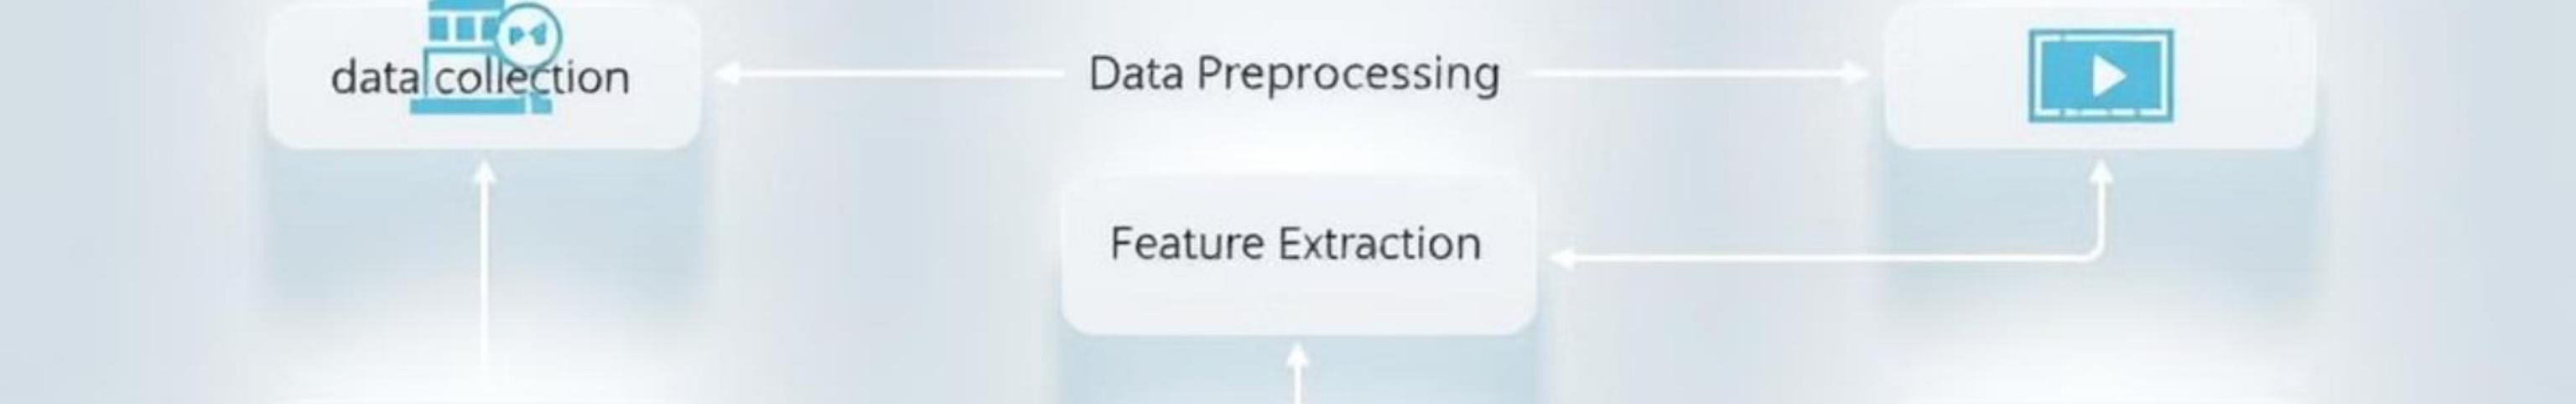 data collection
Data Preprocessing
Feature Extraction